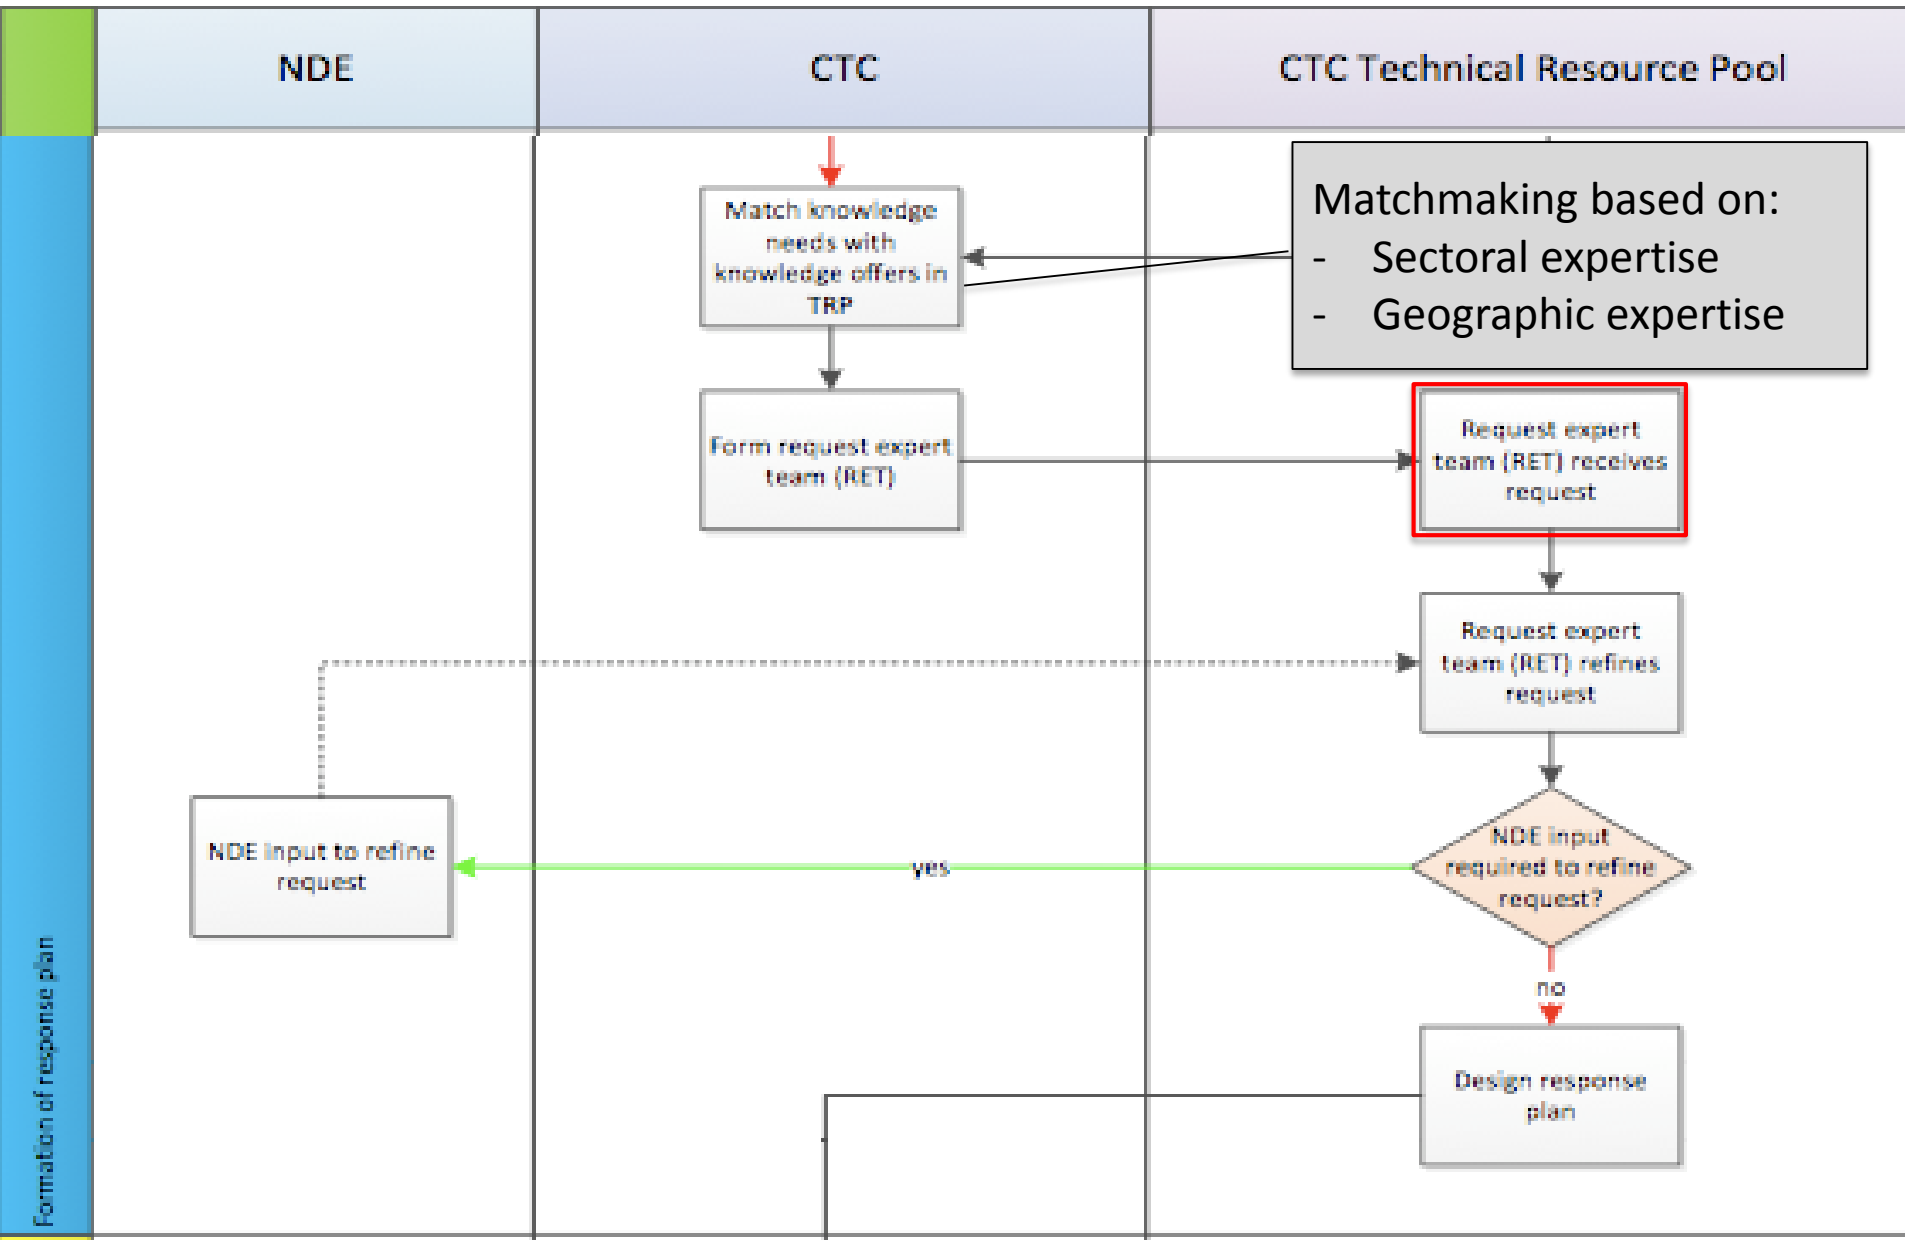 NDE
CTC
CTC Technical Resource Pool
Match knowledge
needs with
knowledge offers in
TRP
Matchmaking based on:
- Sectoral expertise
- Geographic expertise
Form request expert
team (RET)
Request expert
team (RET) receives
request
Request expert
team (RET) refines
request
NDE input to refine
request
yes
NDE input
required to refine
request?
no
Design response
plan
Formation of response plan